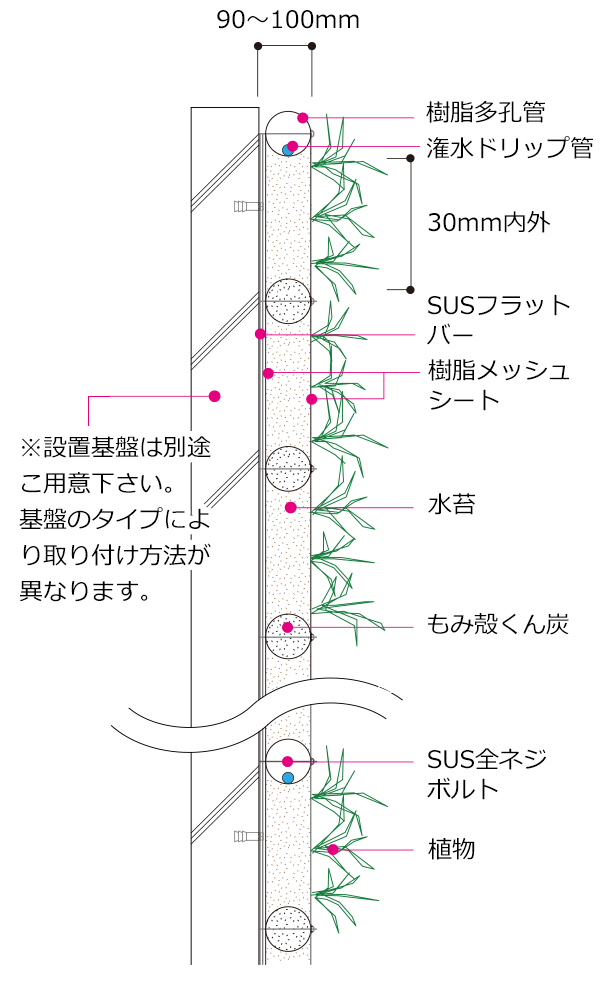 90～100mm
樹脂多孔管
潅水ドリップ管
30mm内外
SUSフラット
バー
樹脂メッシュ
シート
※設置基盤は別途
こ用意下さい。
基盤のタイプによ
り取り付け方法が
異なります。
水苔
もみ殻くん炭
SUS全ネジ
ボルト
植物